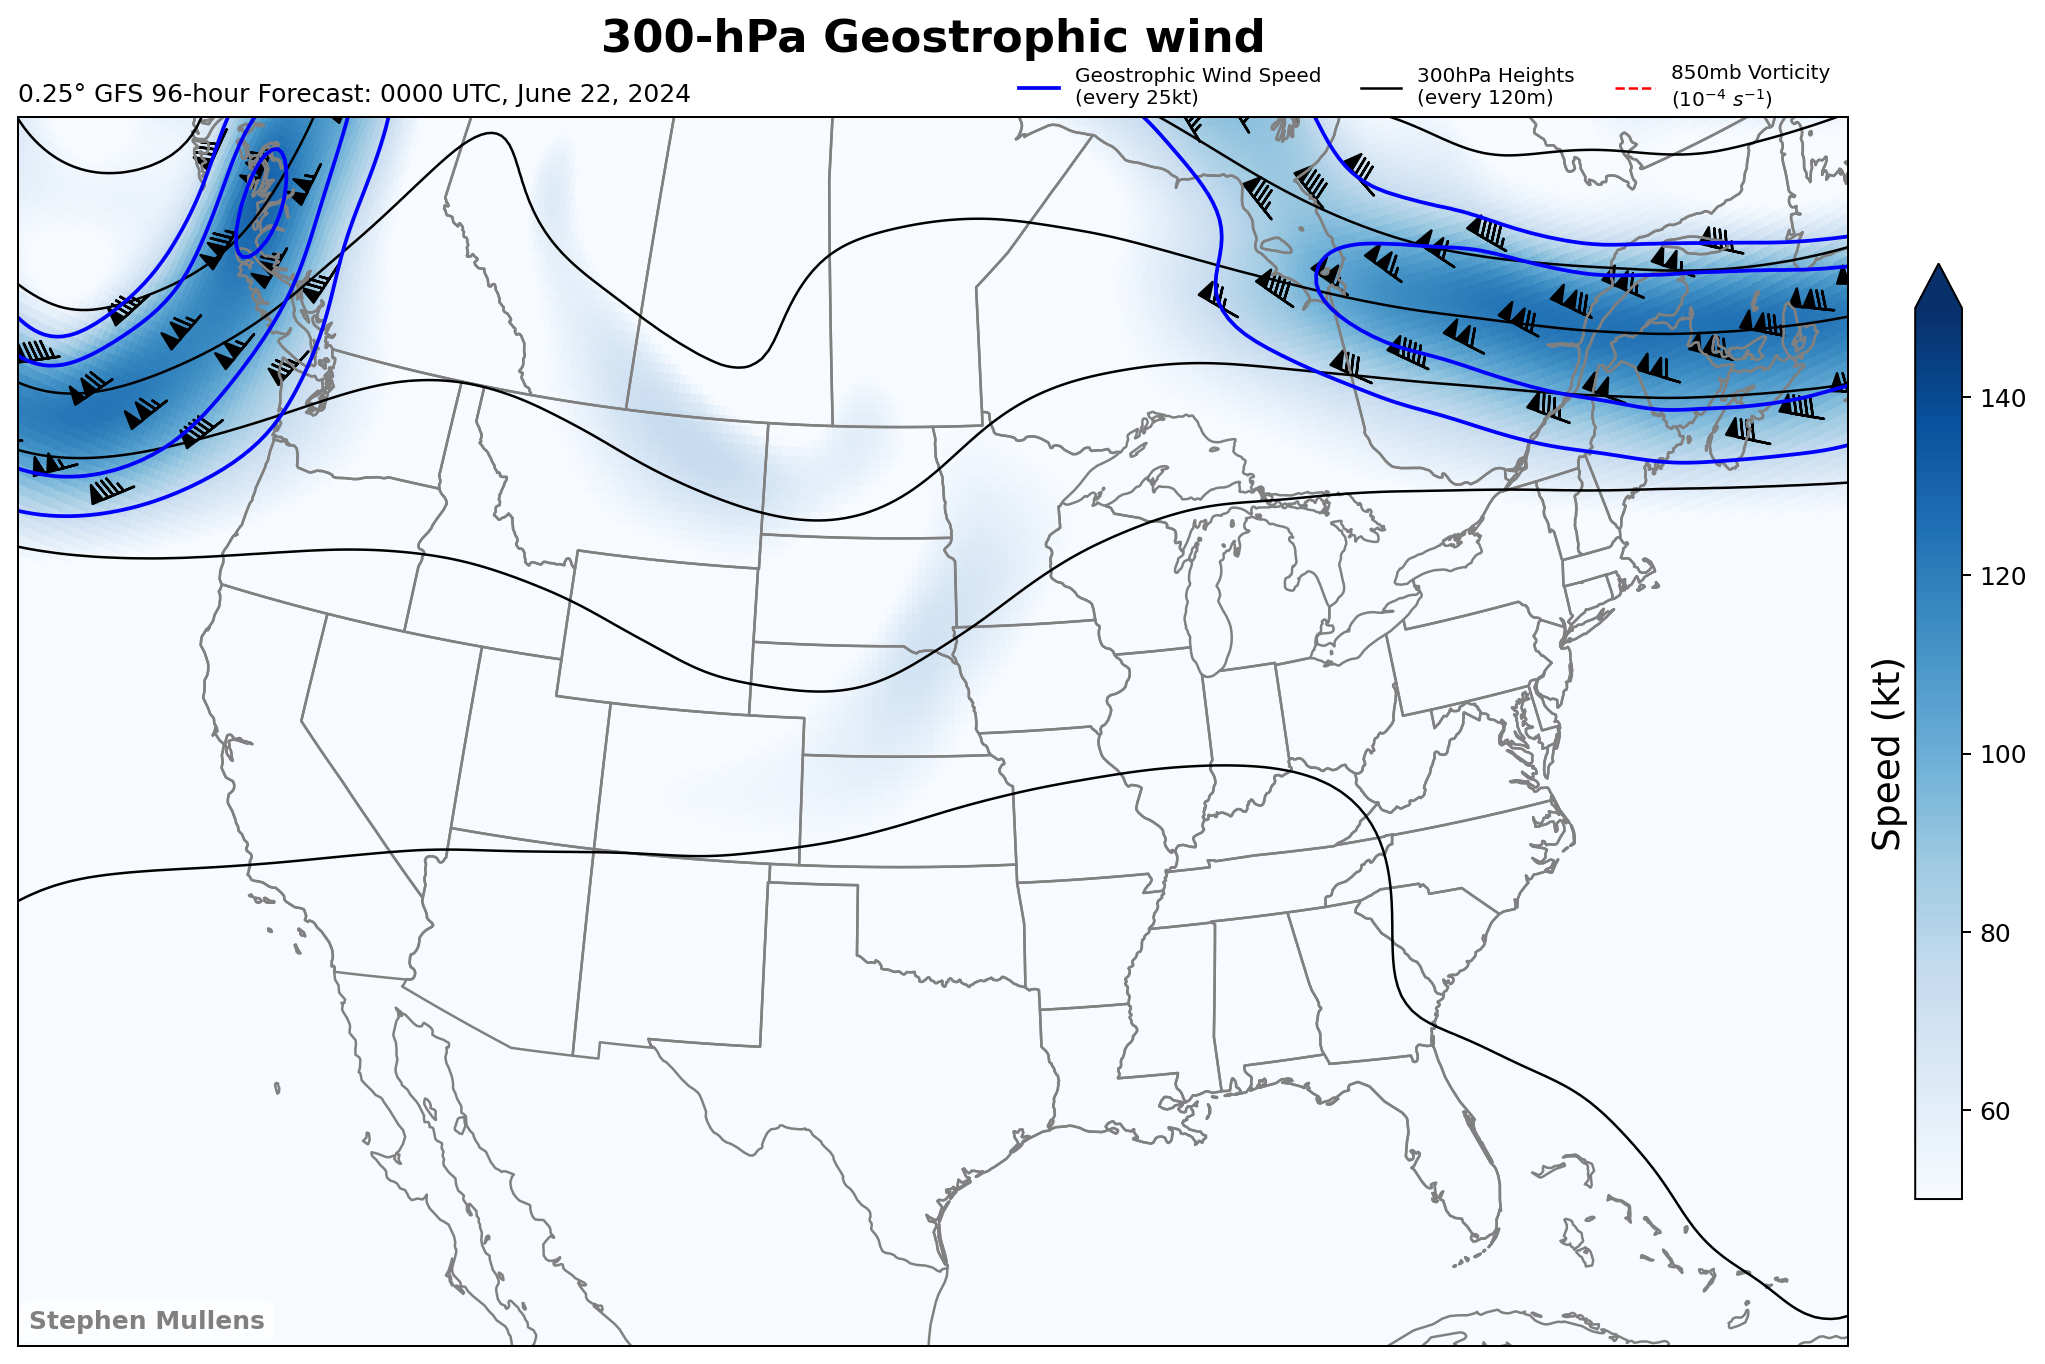 300-hPa Geostrophic wind
0.25° GFS 96-hour Forecast: 0000 UTC, June 22, 2024
Geostrophic Wind Speed
(every 25kt)
300hPa Heights
(every 120m)
850mb Vorticity
(10⁻⁴ s⁻¹)
140
120
100
80
60
Speed (kt)
Stephen Mullens